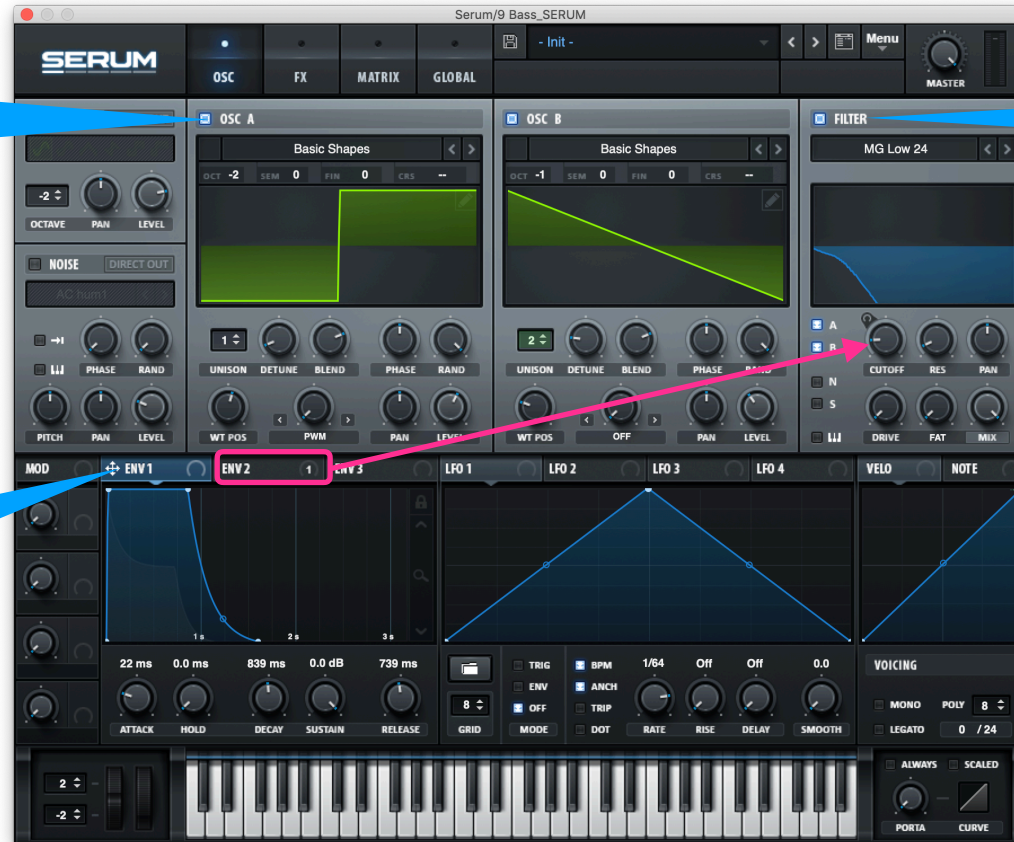 Serum/9 Bass_SERUM
SERUM
OSC
FX
MATRIX
GLOBAL
- Init -
Menu
MASTER
OSC A
OSC B
FILTER
Basic Shapes
Basic Shapes
MG Low 24
OCT -2 SEM 0 FIN 0 CRS --
OCT -1 SEM 0 FIN 0 CRS --
-2
OCTAVE PAN LEVEL
NOISE DIRECT OUT
AC hum1
A
B
N
S
PHASE RAND
1
UNISON DETUNE BLEND PHASE RAND
2
UNISON DETUNE BLEND PHASE RAND
CUTOFF RES PAN
PITCH PAN LEVEL
WT POS PWM PAN LEVEL
WT POS OFF PAN LEVEL
DRIVE FAT MIX
MOD ENV 1 ENV 2 1 ENV 3 LFO 1 LFO 2 LFO 3 LFO 4 VELO NOTE
1 s 2 s 3 s
22 ms 0.0 ms 839 ms 0.0 dB 739 ms
ATTACK HOLD DECAY SUSTAIN RELEASE
8
GRID
TRIG
ENV
OFF
MODE
BPM
ANCH
TRIP
DOT
1/64 Off Off 0.0
RATE RISE DELAY SMOOTH
VOICING
MONO POLY 8
LEGATO 0 / 24
2
-2
ALWAYS SCALED
PORTA CURVE